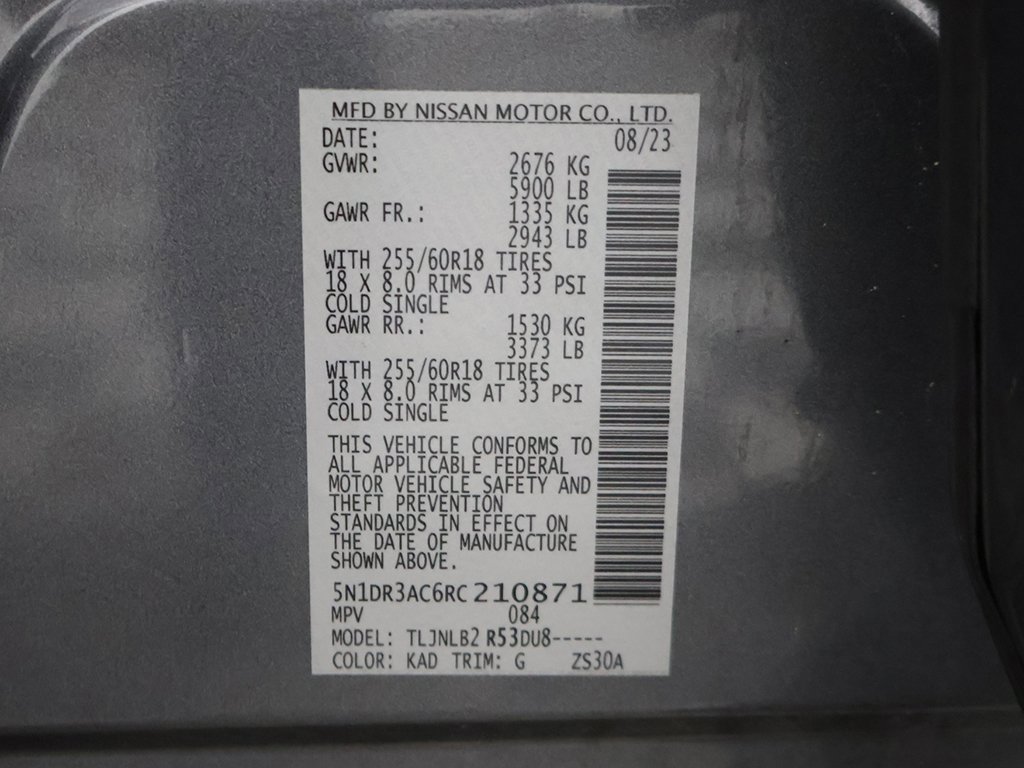 MFD BY NISSAN MOTOR CO., LTD.
DATE: 08/23
GVWR: 2676 KG
5900 LB
GAWR FR.: 1335 KG
2943 LB
WITH 255/60R18 TIRES
18 X 8.0 RIMS AT 33 PSI
COLD SINGLE
GAWR RR.: 1530 KG
3373 LB
WITH 255/60R18 TIRES
18 X 8.0 RIMS AT 33 PSI
COLD SINGLE
THIS VEHICLE CONFORMS TO
ALL APPLICABLE FEDERAL
MOTOR VEHICLE SAFETY AND
THEFT PREVENTION
STANDARDS IN EFFECT ON
THE DATE OF MANUFACTURE
SHOWN ABOVE.
5N1DR3AC6RC210871
MPV 084
MODEL: TLJNLB2 R53DU8-----
COLOR: KAD TRIM: G ZS30A